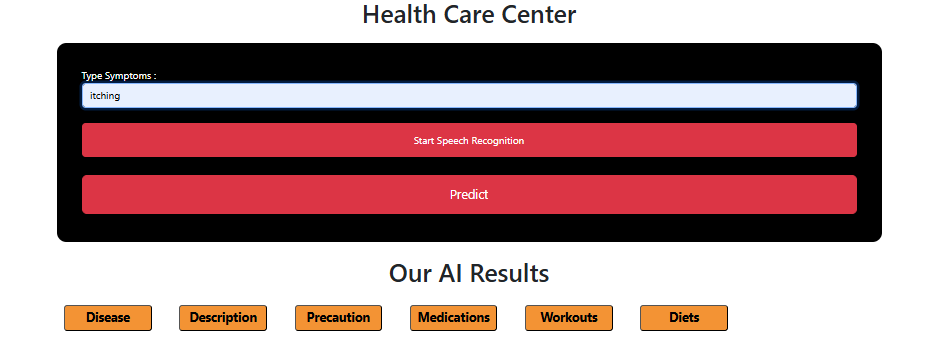 Health Care Center
Type Symptoms :
itching
Start Speech Recognition
Predict
Our AI Results
Disease Description Precaution Medications Workouts Diets